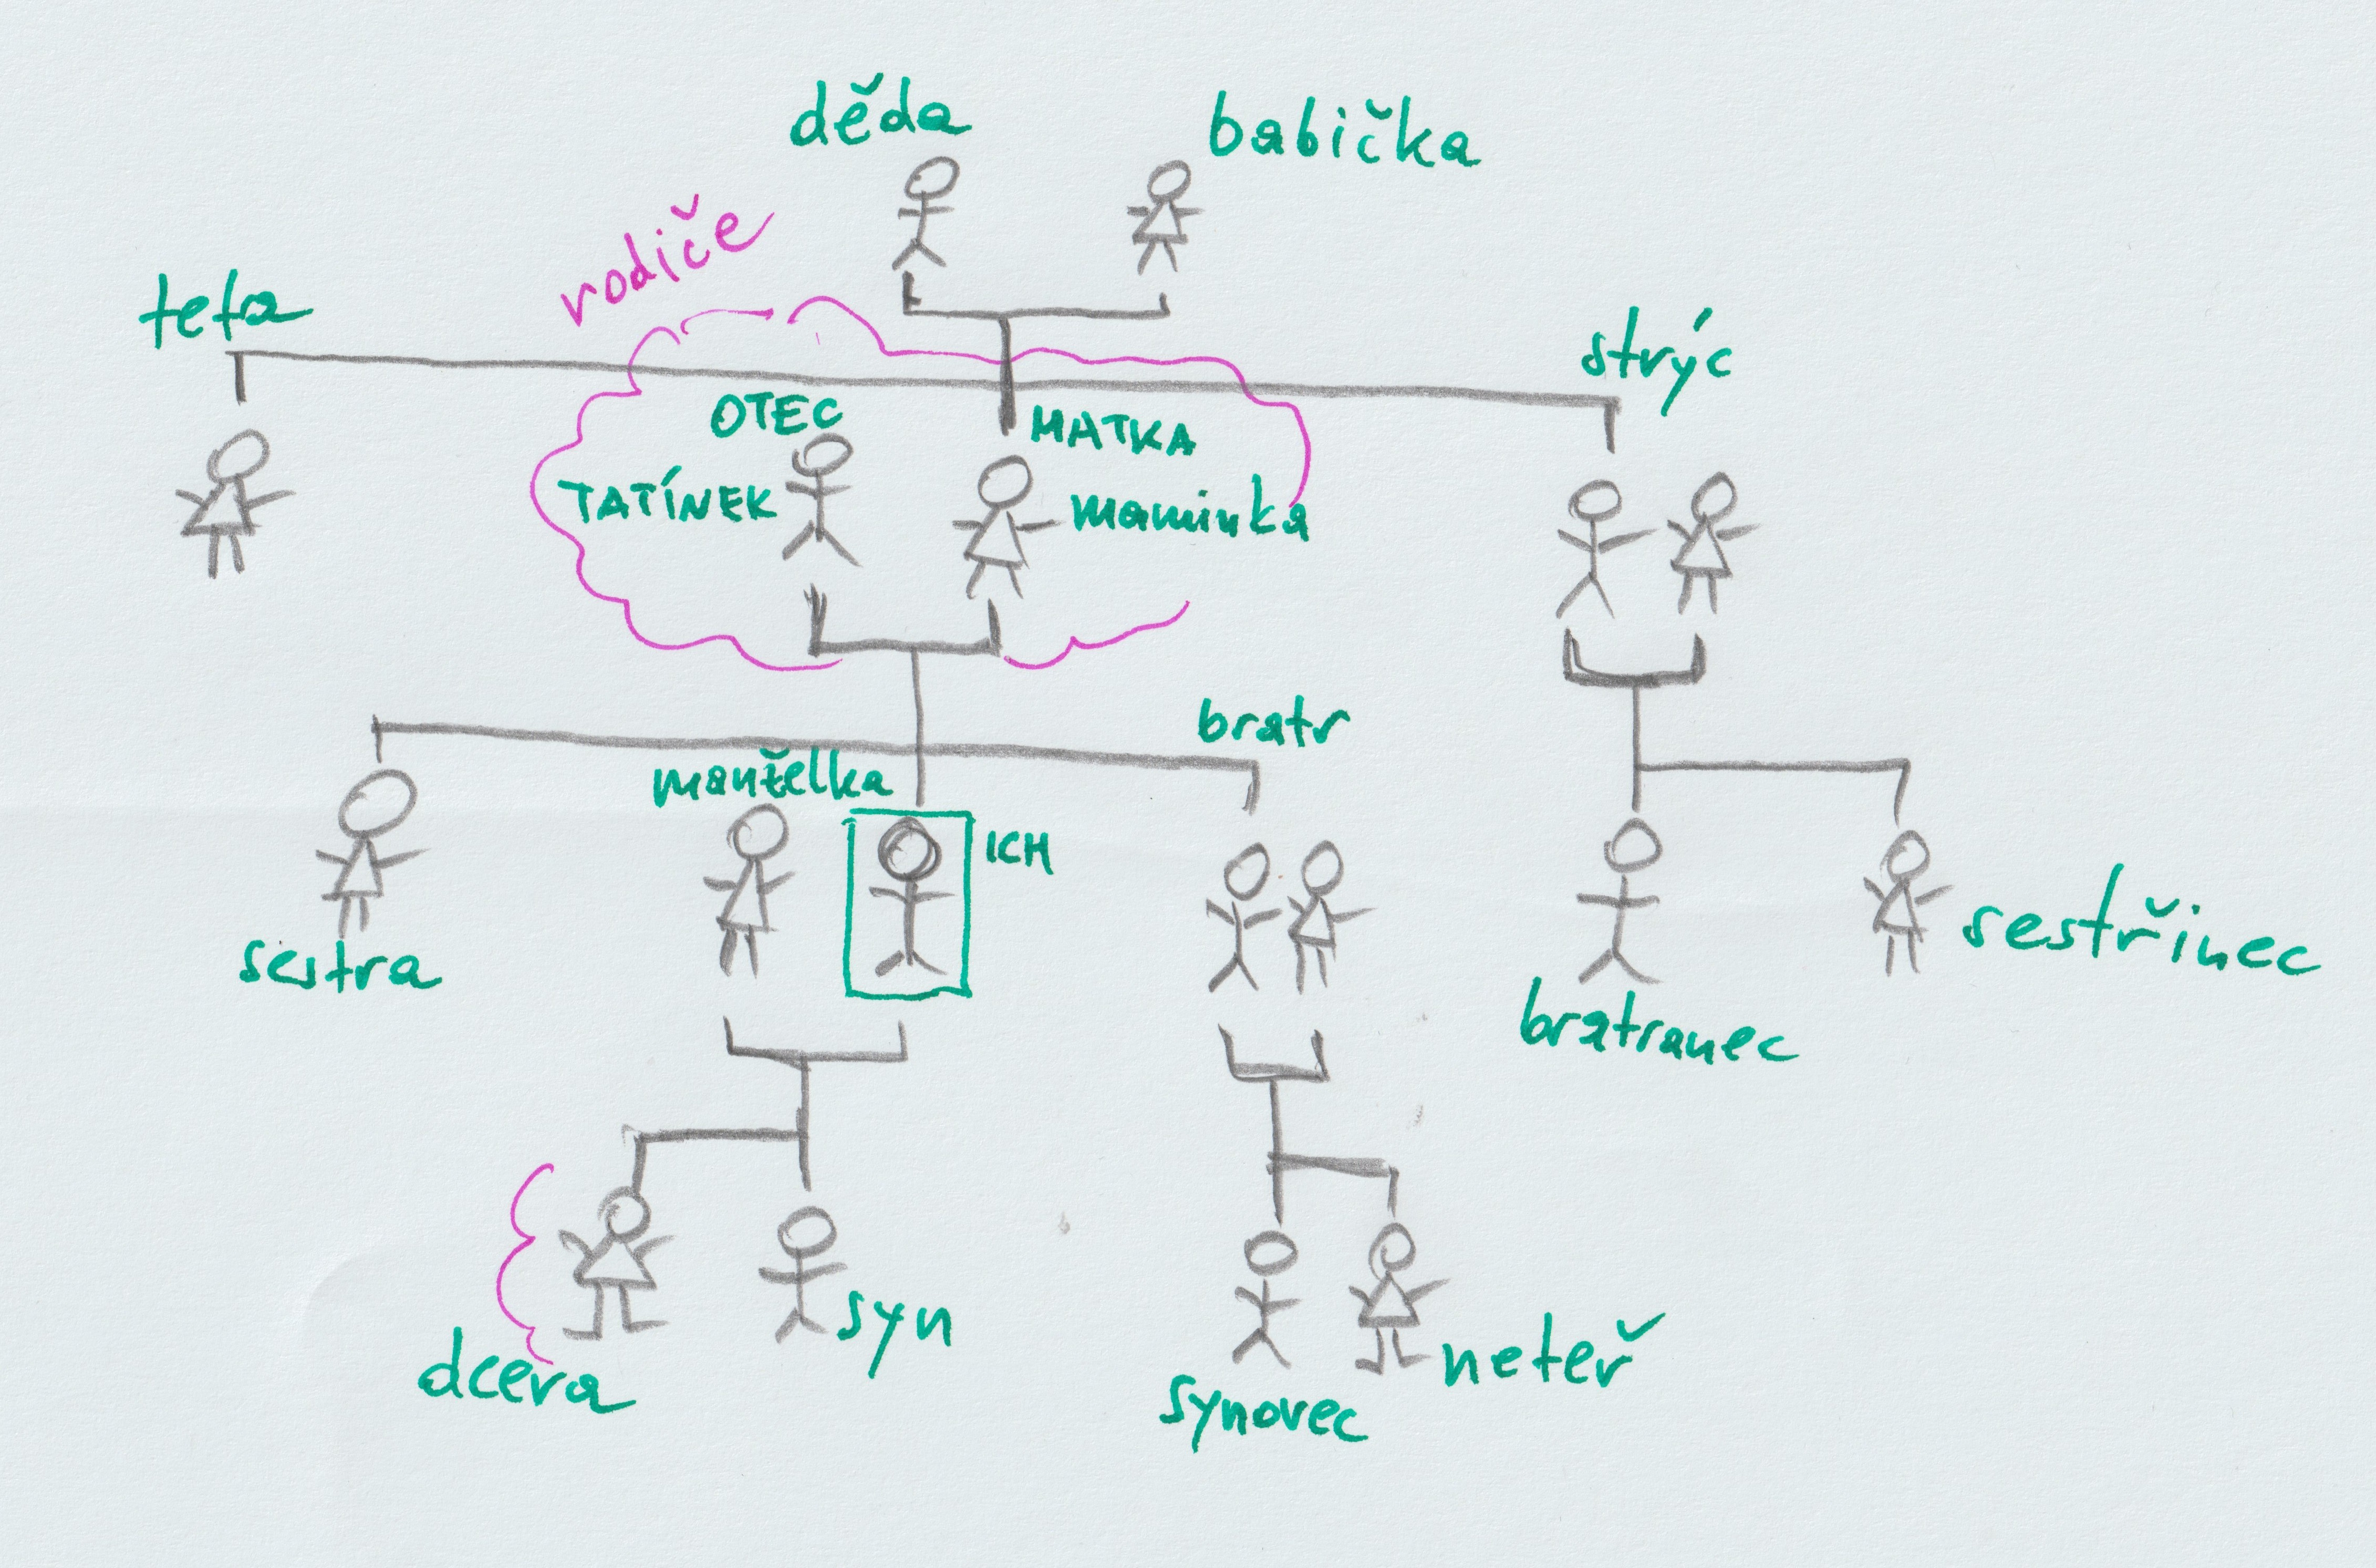 děda
babička
rodiče
teta
strýc
OTEC
MATKA
TATÍNEK
maminka
bratr
manželka
ICH
sestra
sestřinec
bratranec
syn
dcera
neteř
synovec